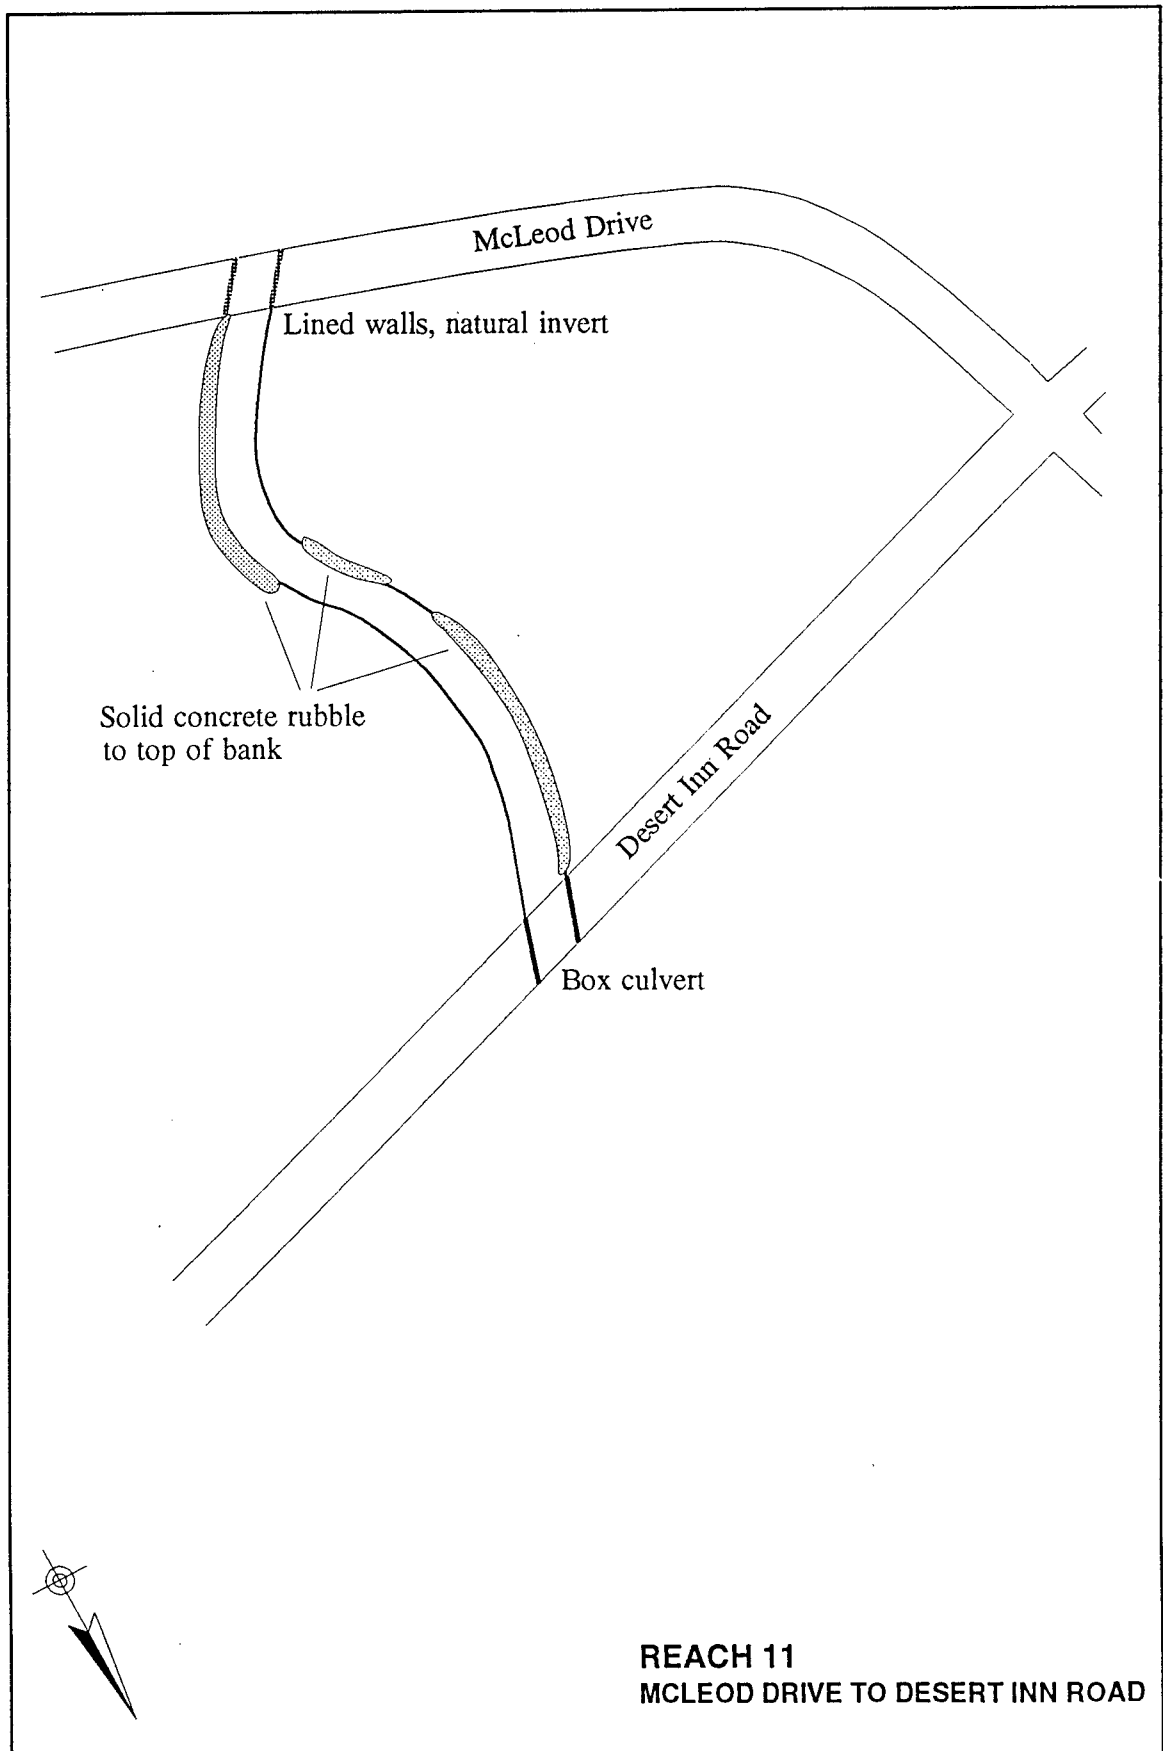 McLeod Drive
Lined walls, natural invert
Solid concrete rubble
to top of bank
Desert Inn Road
Box culvert
REACH 11
MCLEOD DRIVE TO DESERT INN ROAD